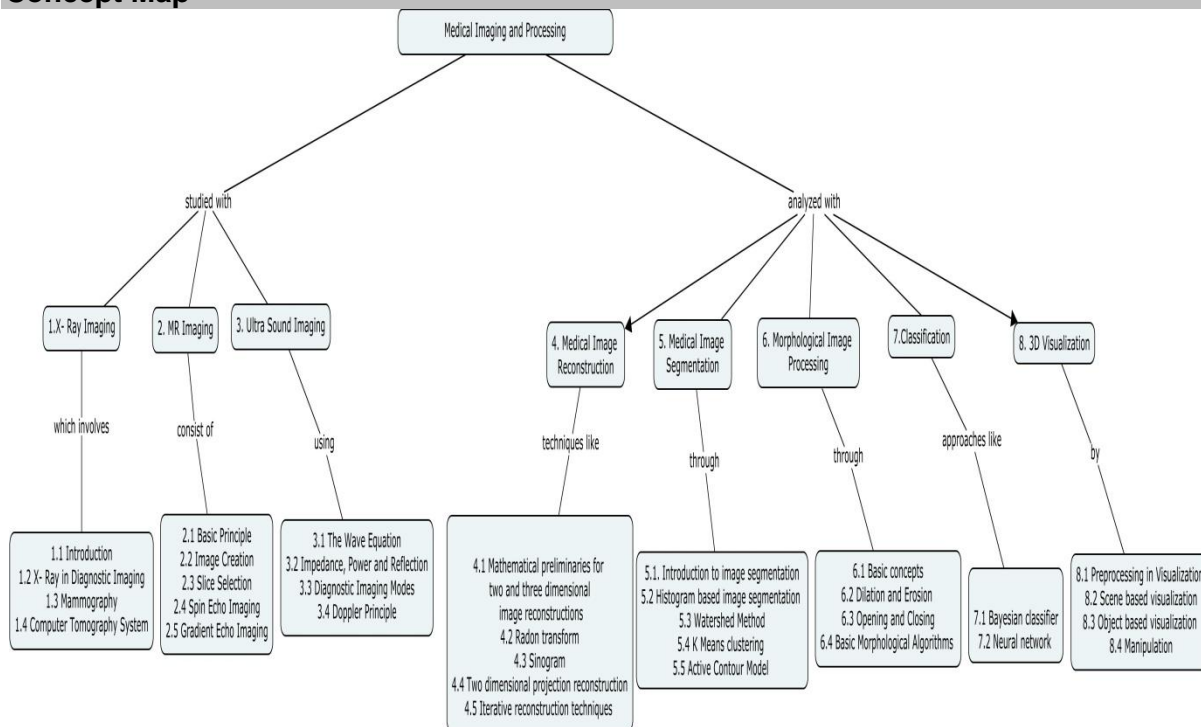 Concept Map
Medical Imaging and Processing
studied with
analyzed with
1.X- Ray Imaging
2. MR Imaging
3. Ultra Sound Imaging
4. Medical Image
Reconstruction
5. Medical Image
Segmentation
6. Morphological Image
Processing
7.Classification
8. 3D Visualization
which involves
consist of
using
techniques like
through
through
approaches like
by
1.1 Introduction
1.2 X- Ray in Diagnostic Imaging
1.3 Mammography
1.4 Computer Tomography System
2.1 Basic Principle
2.2 Image Creation
2.3 Slice Selection
2.4 Spin Echo Imaging
2.5 Gradient Echo Imaging
3.1 The Wave Equation
3.2 Impedance, Power and Reflection
3.3 Diagnostic Imaging Modes
3.4 Doppler Principle
4.1 Mathematical preliminaries for
two and three dimensional
image reconstructions
4.2 Radon transform
4.3 Sinogram
4.4 Two dimensional projection reconstruction
4.5 Iterative reconstruction techniques
5.1. Introduction to image segmentation
5.2 Histogram based image segmentation
5.3 Watershed Method
5.4 K Means clustering
5.5 Active Contour Model
6.1 Basic concepts
6.2 Dilation and Erosion
6.3 Opening and Closing
6.4 Basic Morphological Algorithms
7.1 Bayesian classifier
7.2 Neural network
8.1 Preprocessing in Visualization
8.2 Scene based visualization
8.3 Object based visualization
8.4 Manipulation